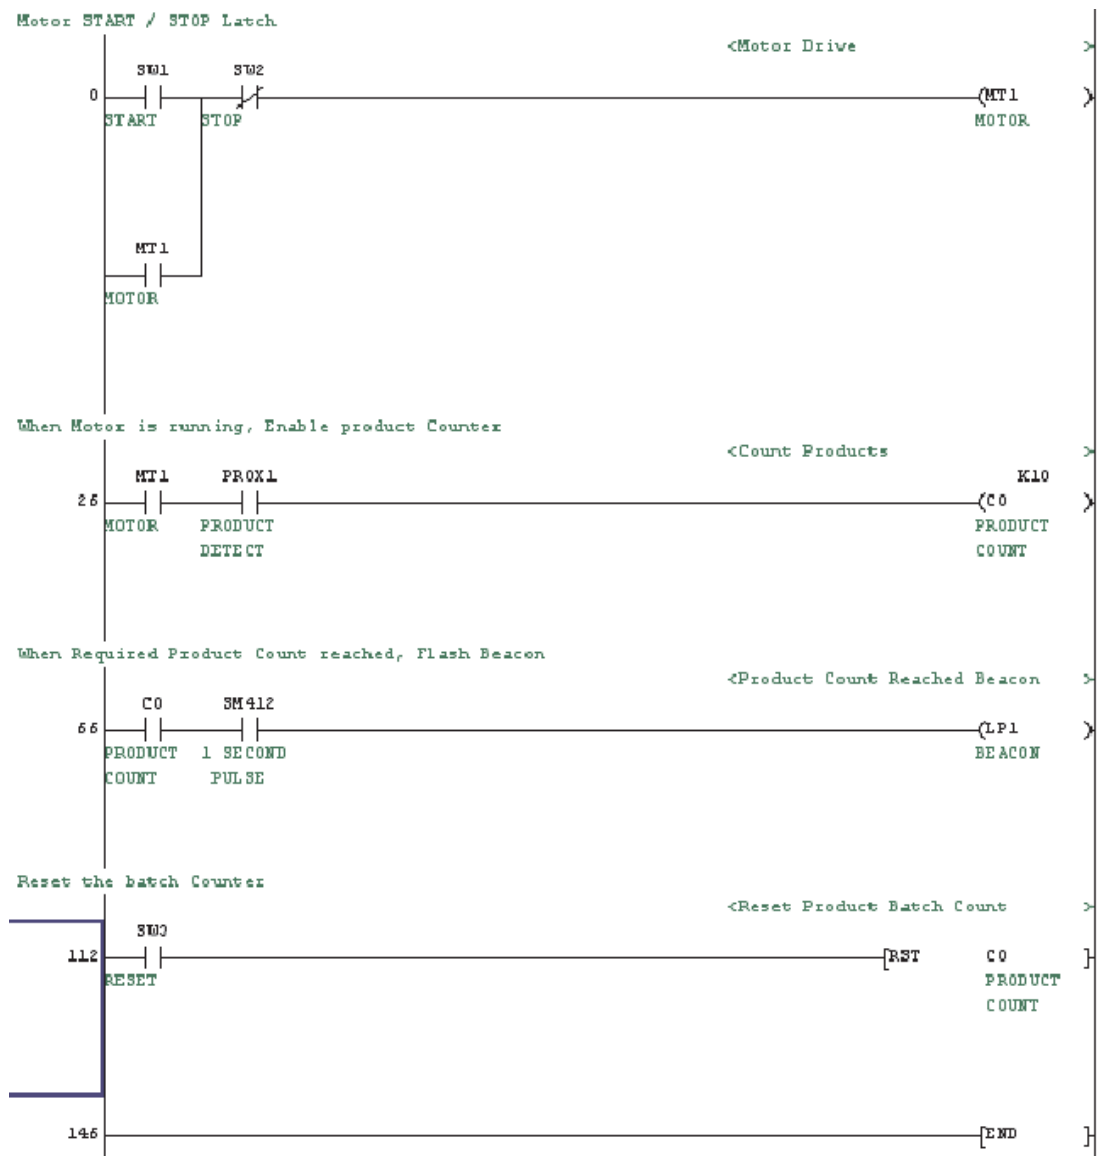 Motor START / STOP Latch
<Motor Drive >
SW1 SW2
0 (MT1 )
START STOP MOTOR
MT1
MOTOR
When Motor is running, Enable product Counter
<Count Products >
MT1 PROX1 K10
26 (C0 )
MOTOR PRODUCT PRODUCT
DETECT COUNT
When Required Product Count reached, Flash Beacon
<Product Count Reached Beacon >
C0 SM412
66 (LP1 )
PRODUCT 1 SECOND BEACON
COUNT PULSE
Reset the batch Counter
<Reset Product Batch Count >
SW3
112 [RST C0 ]
RESET PRODUCT
COUNT
146 [END ]